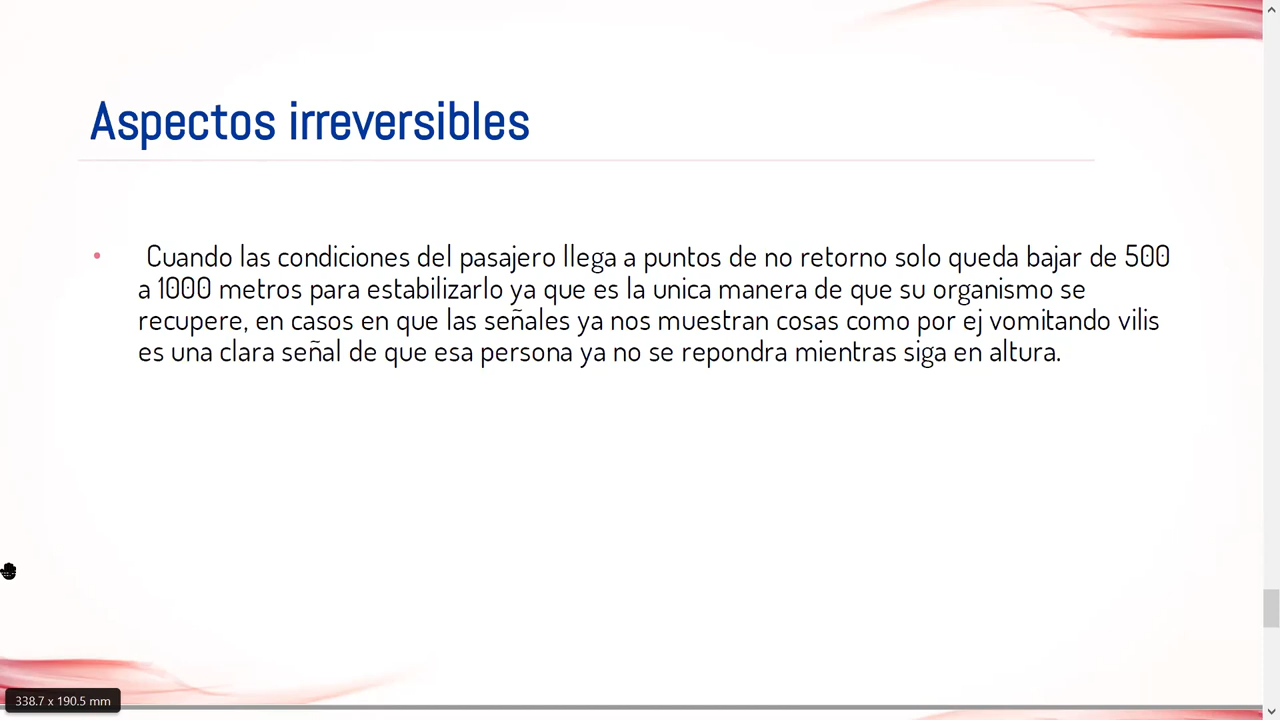 Aspectos irreversibles
• Cuando las condiciones del pasajero llega a puntos de no retorno solo queda bajar de 500
a 1000 metros para estabilizarlo ya que es la unica manera de que su organismo se
recupere, en casos en que las señales ya nos muestran cosas como por ej vomitando vilis
es una clara señal de que esa persona ya no se repondra mientras siga en altura.
338.7 x 190.5 mm